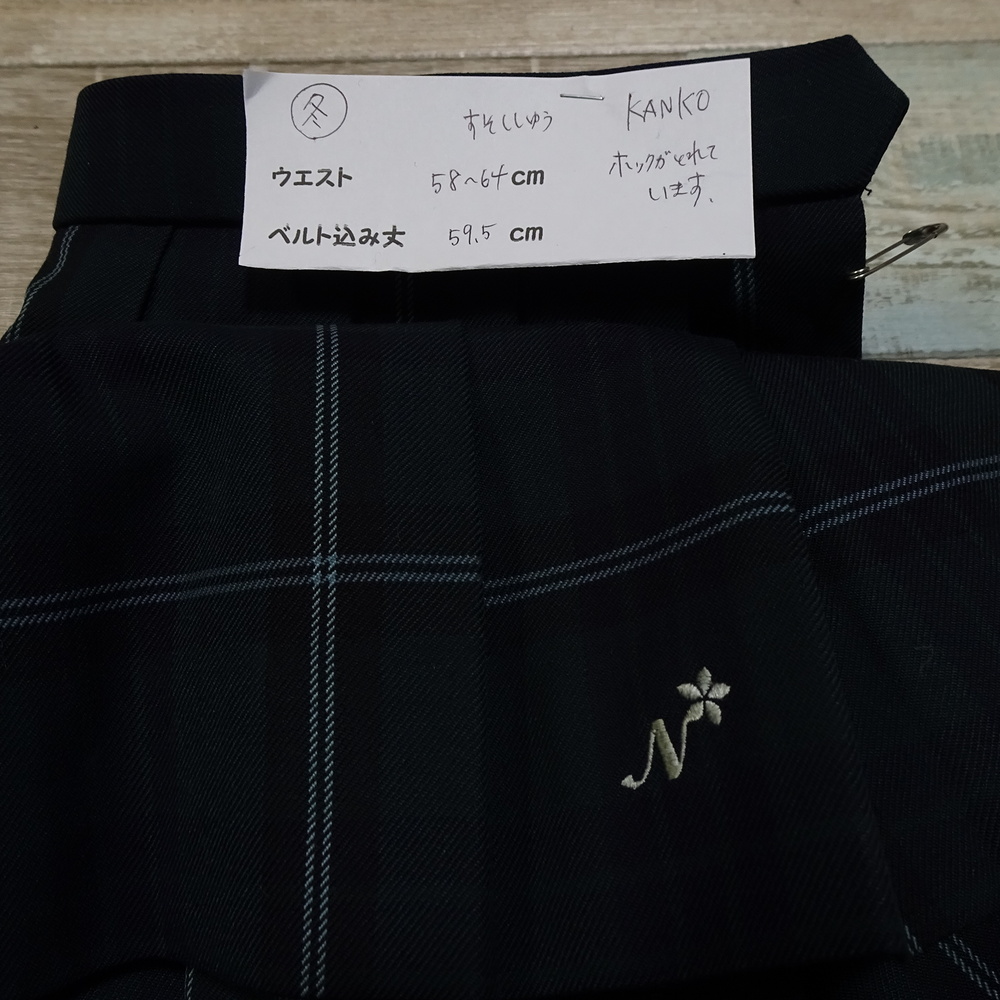 冬
すそししゅう
KANKO
ウエスト 58~64cm
ホックがとれて
います.
ベルト込み丈 59.5 cm
N